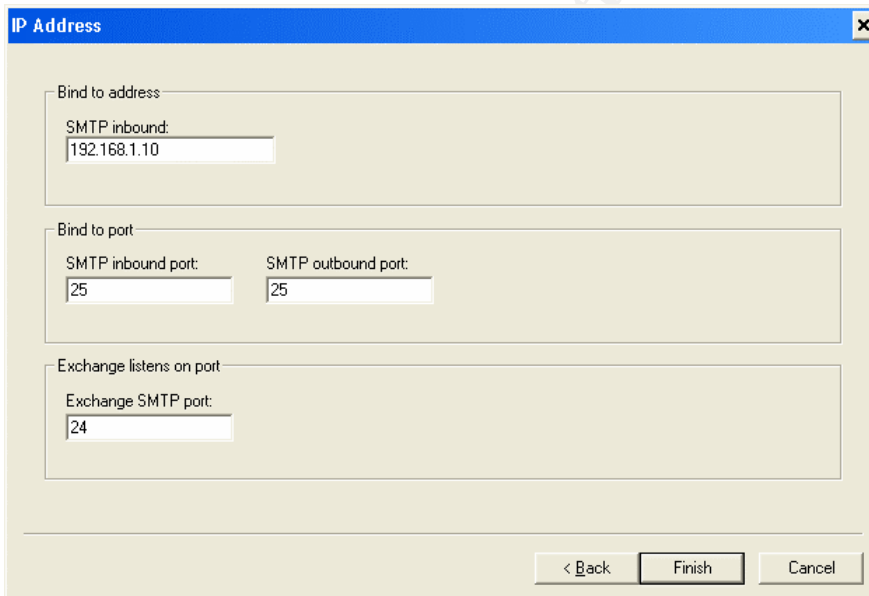 IP Address
Bind to address
SMTP inbound:
192.168.1.10
Bind to port
SMTP inbound port: SMTP outbound port:
25 25
Exchange listens on port
Exchange SMTP port:
24
< Back Finish Cancel